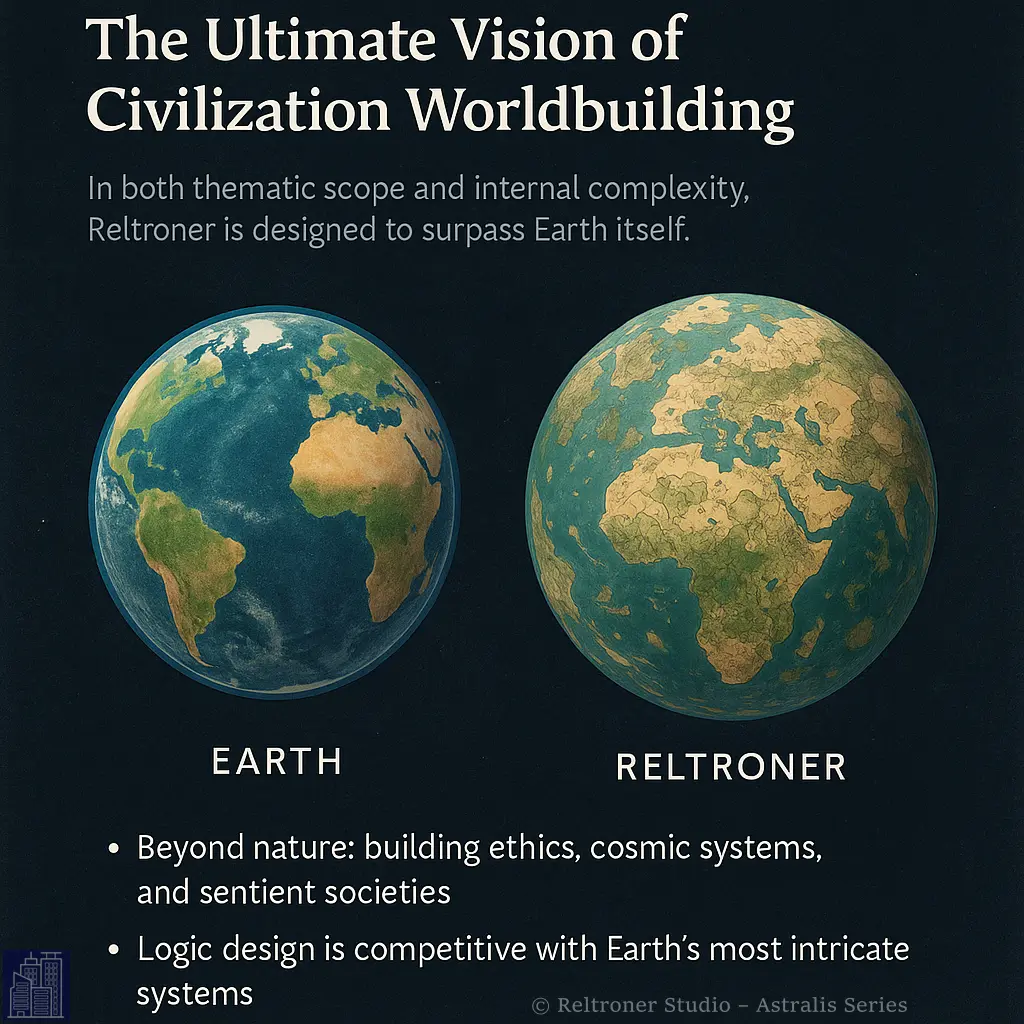 The Ultimate Vision of
Civilization Worldbuilding
In both thematic scope and internal complexity,
Reltroner is designed to surpass Earth itself.
EARTH
RELTRONER
• Beyond nature: building ethics, cosmic systems,
and sentient societies
• Logic design is competitive with Earth's most intricate
systems
© Reltroner Studio – Astralis Series